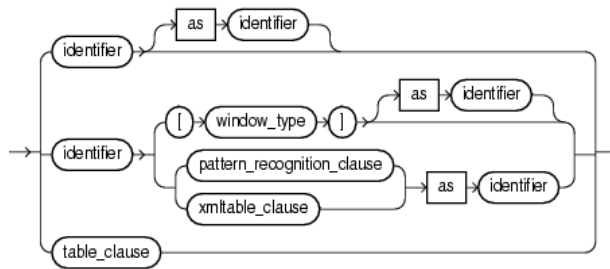 as identifier
identifier
as identifier
[ window_type ]
identifier
pattern_recognition_clause
as identifier
xmltable_clause
table_clause